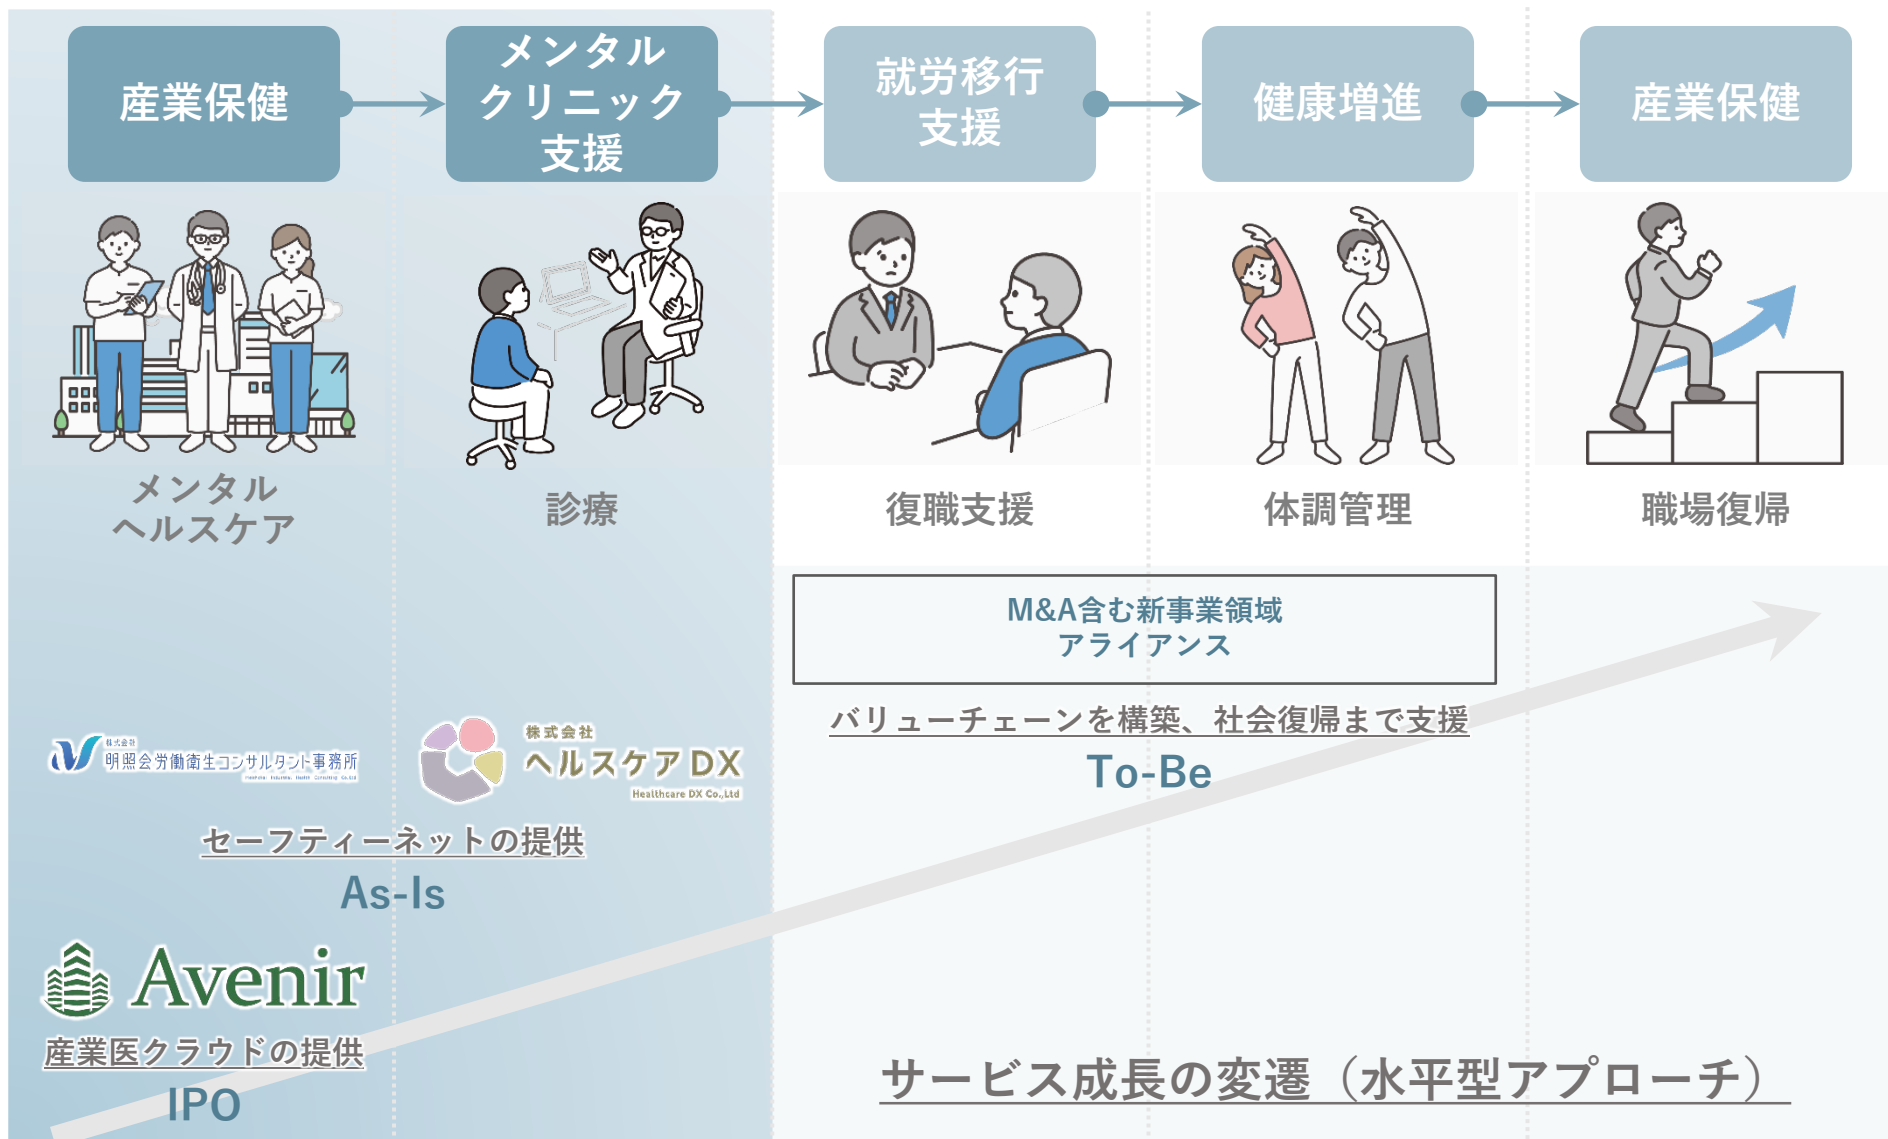 産業保健
メンタル
クリニック
支援
就労移行
支援
健康増進
産業保健
メンタル
ヘルスケア
診療
復職支援
体調管理
職場復帰
M&A含む新事業領域
アライアンス
バリューチェーンを構築、社会復帰まで支援
To-Be
株式会社
明照会労働衛生コンサルタント事務所
株式会社
ヘルスケアDX
Healthcare DX Co.,Ltd
セーフティーネットの提供
As-Is
Avenir
産業医クラウドの提供
IPO
サービス成長の変遷（水平型アプローチ）